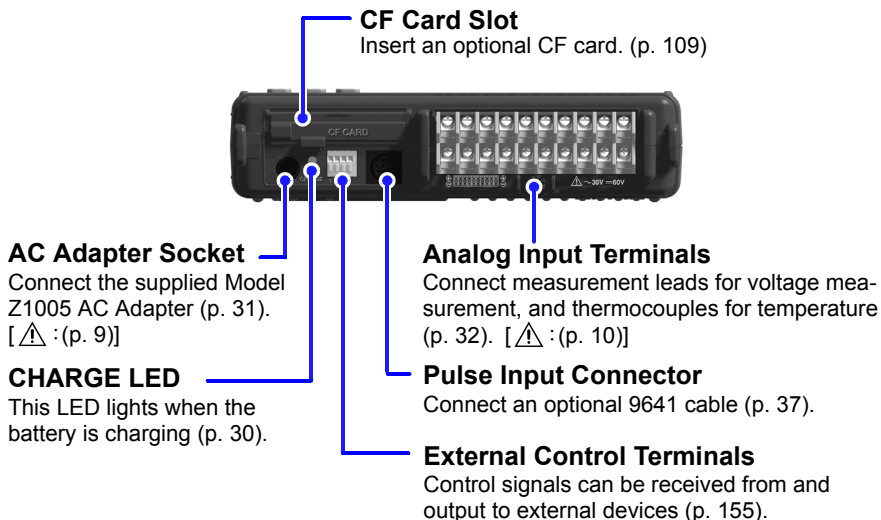 CF Card Slot
Insert an optional CF card. (p. 109)
CF CARD
⚠ ~30V ⎓60V
AC Adapter Socket
Connect the supplied Model
Z1005 AC Adapter (p. 31).
[⚠ :(p. 9)]
CHARGE LED
This LED lights when the
battery is charging (p. 30).
Analog Input Terminals
Connect measurement leads for voltage mea-
surement, and thermocouples for temperature
(p. 32). [⚠ :(p. 10)]
Pulse Input Connector
Connect an optional 9641 cable (p. 37).
External Control Terminals
Control signals can be received from and
output to external devices (p. 155).